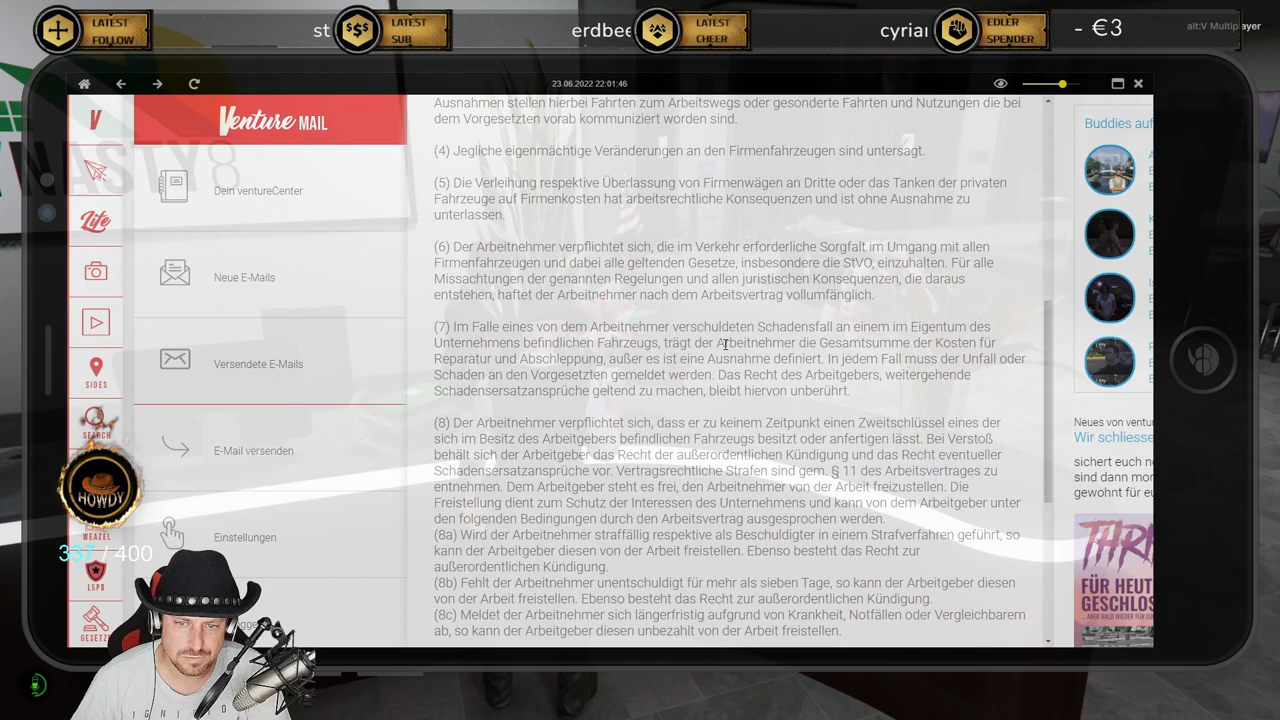 LATEST
FOLLOW
st
LATEST
SUB
erdbee
LATEST
CHEER
cyria
EDLER
SPENDER
- €3
alt:V Multiplayer
23.06.2022 22:01:46
V
Venture MAIL
Dein ventureCenter
Neue E-Mails
Versendete E-Mails
E-Mail versenden
Einstellungen
Life
SIDES
SEARCH
HOWDY
WEAZEL
337 / 400
LSPD
GESETZ
Ausnahmen stellen hierbei Fahrten zum Arbeitswegs oder gesonderte Fahrten und Nutzungen die bei
dem Vorgesetzten vorab kommuniziert worden sind.
(4) Jegliche eigenmächtige Veränderungen an den Firmenfahrzeugen sind untersagt.
(5) Die Verleihung respektive Überlassung von Firmenwägen an Dritte oder das Tanken der privaten
Fahrzeuge auf Firmenkosten hat arbeitsrechtliche Konsequenzen und ist ohne Ausnahme zu
unterlassen.
(6) Der Arbeitnehmer verpflichtet sich, die im Verkehr erforderliche Sorgfalt im Umgang mit allen
Firmenfahrzeugen und dabei alle geltenden Gesetze, insbesondere die StVO, einzuhalten. Für alle
Missachtungen der genannten Regelungen und allen juristischen Konsequenzen, die daraus
entstehen, haftet der Arbeitnehmer nach dem Arbeitsvertrag vollumfänglich.
(7) Im Falle eines von dem Arbeitnehmer verschuldeten Schadensfall an einem im Eigentum des
Unternehmens befindlichen Fahrzeugs, trägt der Arbeitnehmer die Gesamtsumme der Kosten für
Reparatur und Abschleppung, außer es ist eine Ausnahme definiert. In jedem Fall muss der Unfall oder
Schaden an den Vorgesetzten gemeldet werden. Das Recht des Arbeitgebers, weitergehende
Schadensersatzansprüche geltend zu machen, bleibt hiervon unberührt.
(8) Der Arbeitnehmer verpflichtet sich, dass er zu keinem Zeitpunkt einen Zweitschlüssel eines der
sich im Besitz des Arbeitgebers befindlichen Fahrzeugs besitzt oder anfertigen lässt. Bei Verstoß
behält sich der Arbeitgeber das Recht der außerordentlichen Kündigung und das Recht eventueller
Schadensersatzansprüche vor. Vertragsrechtliche Strafen sind gem. § 11 des Arbeitsvertrages zu
entnehmen. Dem Arbeitgeber steht es frei, den Arbeitnehmer von der Arbeit freizustellen. Die
Freistellung dient zum Schutz der Interessen des Unternehmens und kann vom Arbeitgeber unter
den folgenden Bedingungen durch den Arbeitsvertrag ausgesprochen werden.
(8a) Wird der Arbeitnehmer straffällig respektive als Beschuldigter in einem Strafverfahren geführt, so
kann der Arbeitgeber diesen von der Arbeit freistellen. Ebenso besteht das Recht zur
außerordentlichen Kündigung.
(8b) Fehlt der Arbeitnehmer unentschuldigt für mehr als sieben Tage, so kann der Arbeitgeber diesen
von der Arbeit freistellen. Ebenso besteht das Recht zur außerordentlichen Kündigung.
(8c) Meldet der Arbeitnehmer sich längerfristig aufgrund von Krankheit, Notfällen oder Vergleichbarem
ab, so kann der Arbeitgeber diesen unbezahlt von der Arbeit freistellen.
Buddies auf
Neues von ventu
Wir schliesse
sichert euch n
sind dann mor
gewohnt für eu
THR
FÜR HEUT
GESCHLOS
... ABER BALD WIEDER FÜR E